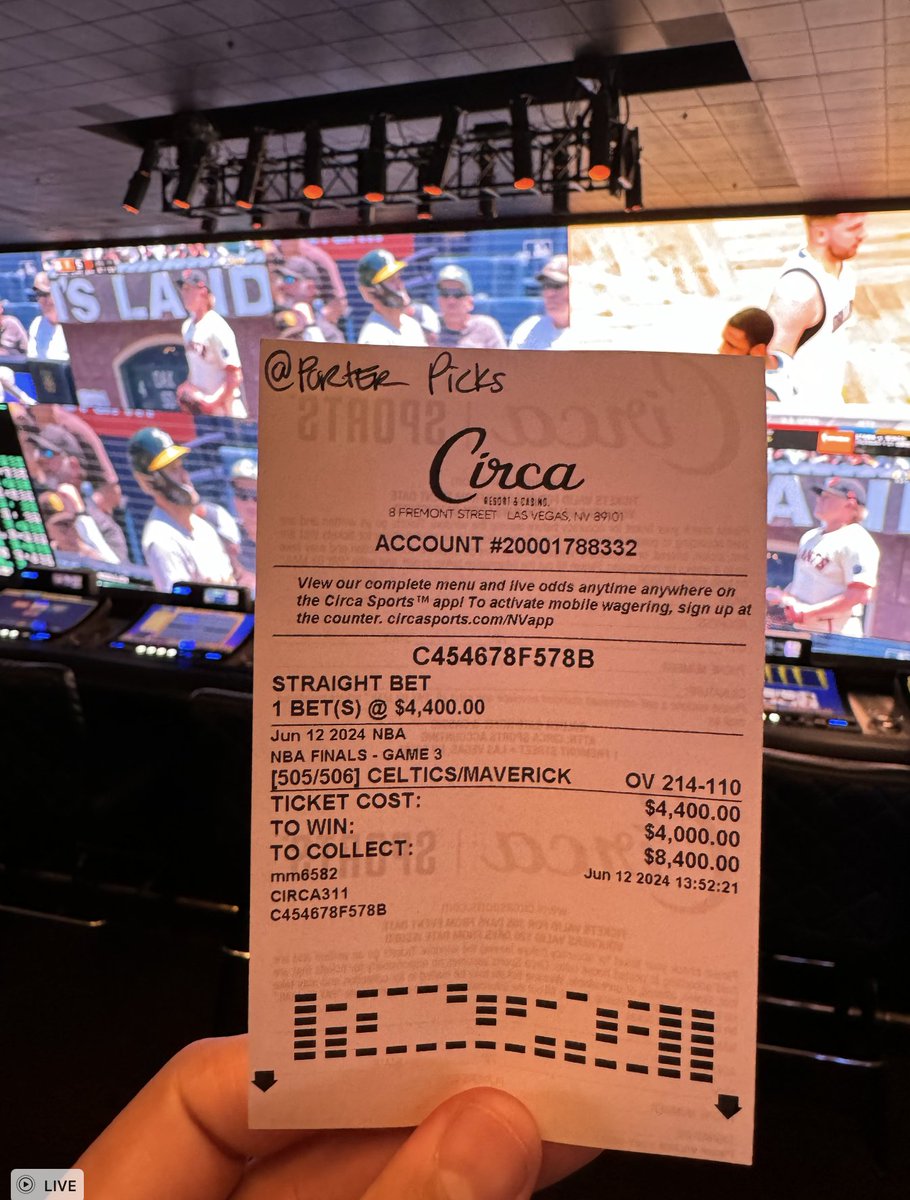 @PORTER PICKS
Circa
RESORT & CASINO.
8 FREMONT STREET LAS VEGAS, NV 89101
ACCOUNT #20001788332
View our complete menu and live odds anytime anywhere on
the Circa Sports™ app! To activate mobile wagering, sign up at
the counter. circasports.com/NVapp
C454678F578B
STRAIGHT BET
1 BET(S) @ $4,400.00
Jun 12 2024 NBA
NBA FINALS - GAME 3
[505/506] CELTICS/MAVERICK OV 214-110
TICKET COST: $4,400.00
TO WIN: $4,000.00
TO COLLECT: $8,400.00
mm6582 Jun 12 2024 13:52:21
CIRCA311
C454678F578B
LIVE